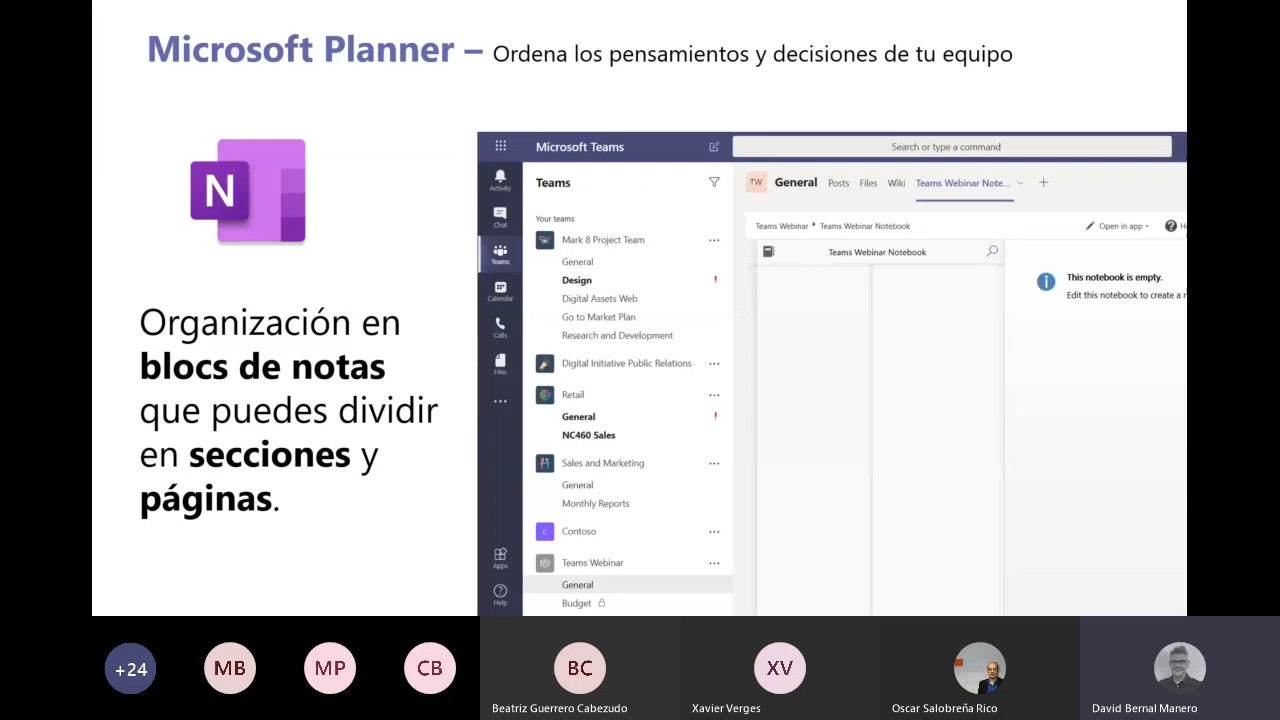 Microsoft Planner – Ordena los pensamientos y decisiones de tu equipo
N
Organización en
blocs de notas
que puedes dividir
en secciones y
páginas.
Microsoft Teams
Search or type a command
Activity
Chat
Teams
Calendar
Calls
Files
Apps
Help
Teams
Your teams
Mark 8 Project Team
General
Design
Digital Assets Web
Go to Market Plan
Research and Development
Digital Initiative Public Relations
Retail
General
NC460 Sales
Sales and Marketing
General
Monthly Reports
C Contoso
Teams Webinar
General
Budget
TW General Posts Files Wiki Teams Webinar Note...
Teams Webinar Teams Webinar Notebook
Open in app
Teams Webinar Notebook
This notebook is empty.
Edit this notebook to create a
+24
MB
MP
CB
BC
XV
Beatriz Guerrero Cabezudo
Xavier Verges
Oscar Salobreña Rico
David Bernal Manero